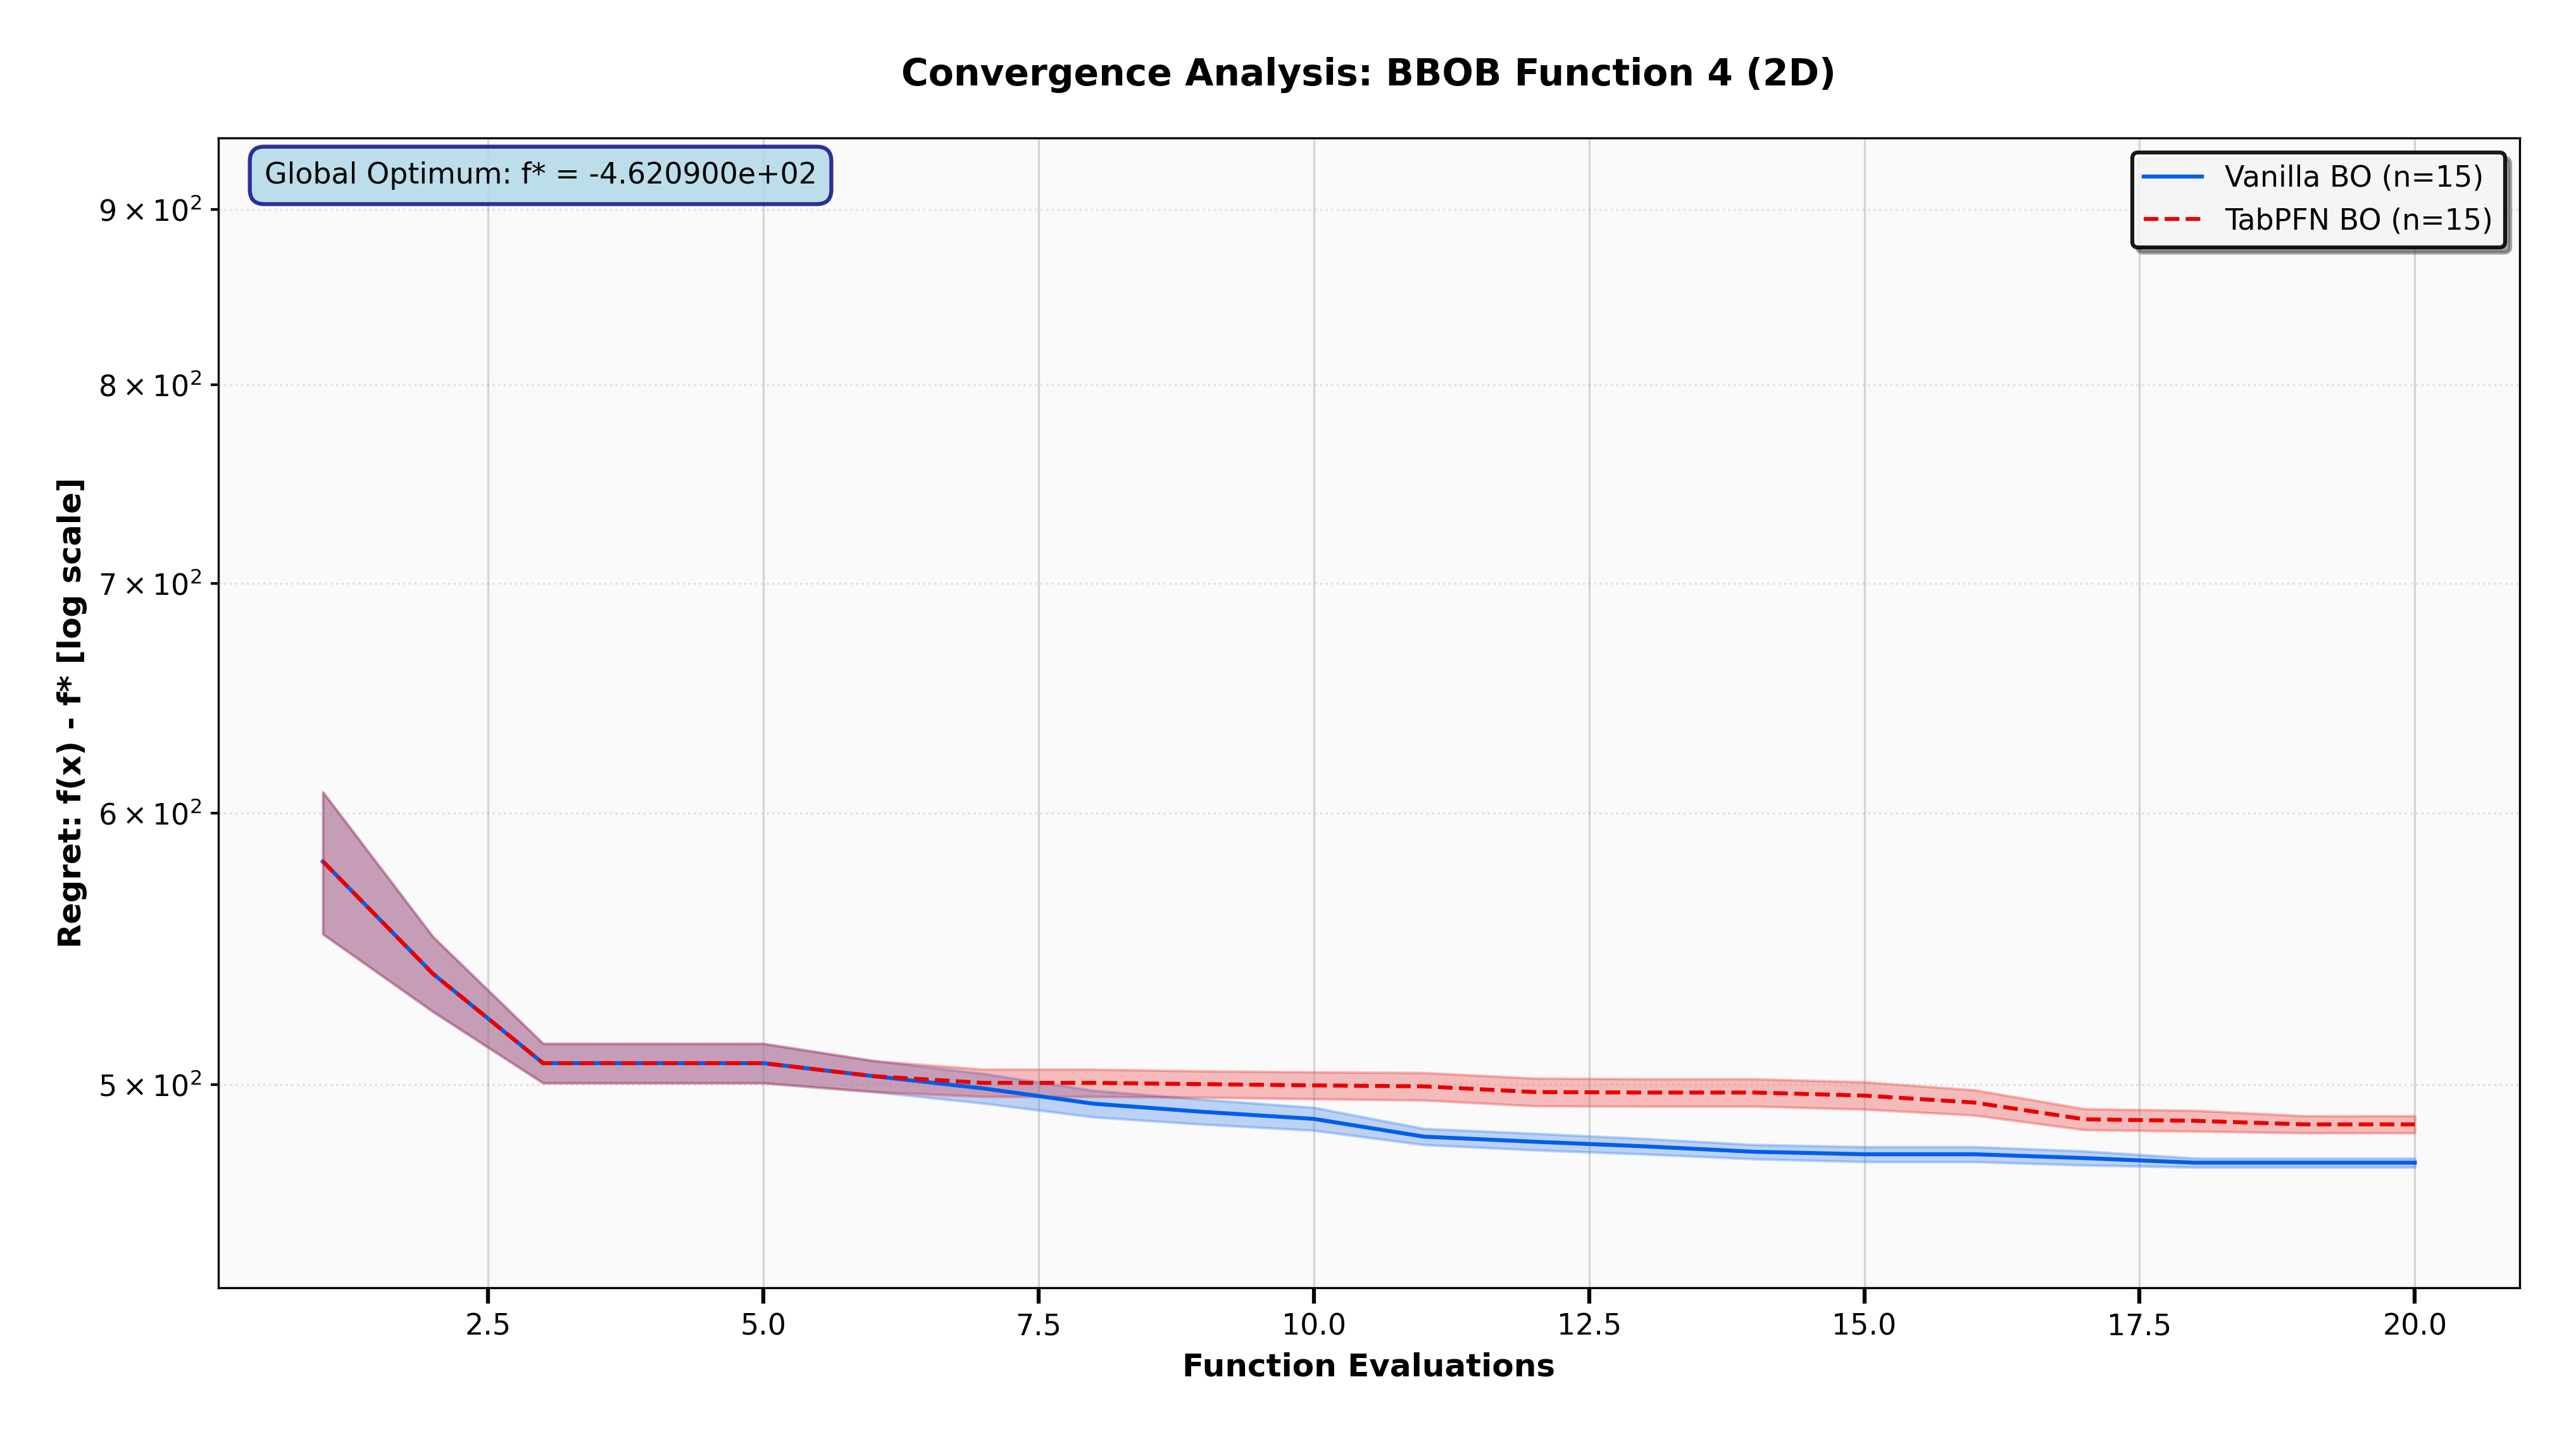 Convergence Analysis: BBOB Function 4 (2D)
Global Optimum: f* = -4.620900e+02
Vanilla BO (n=15)
TabPFN BO (n=15)
Regret: f(x) - f* [log scale]
9 × 10²
8 × 10²
7 × 10²
6 × 10²
5 × 10²
2.5 5.0 7.5 10.0 12.5 15.0 17.5 20.0
Function Evaluations